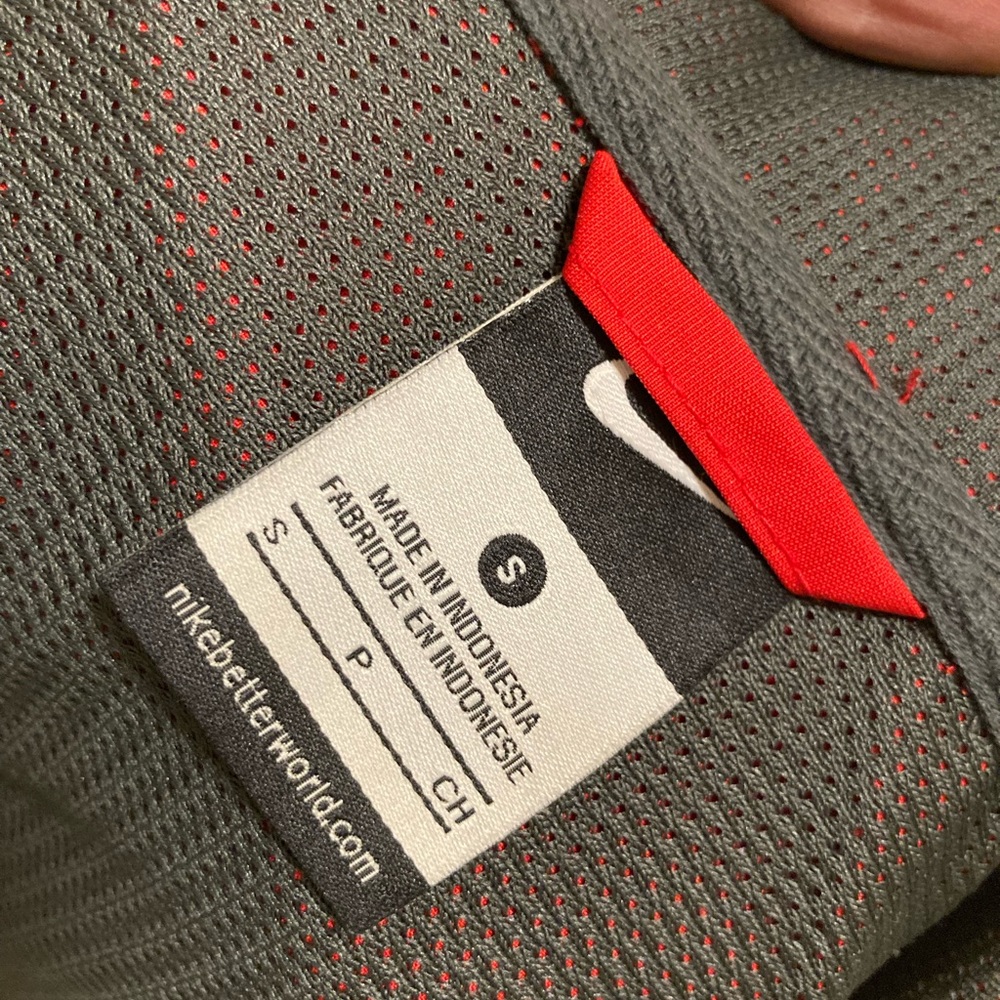 S
MADE IN INDONESIA
FABRIQUE EN INDONESIE
S P CH
nikebetterworld.com